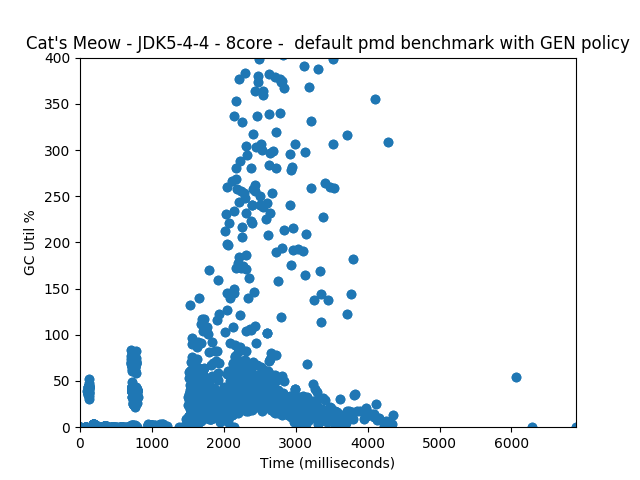 Cat's Meow - JDK5-4-4 - 8core -  default pmd benchmark with GEN policy
400
350
300
250
200
150
100
50
0
GC Util %
0 1000 2000 3000 4000 5000 6000
Time (milliseconds)